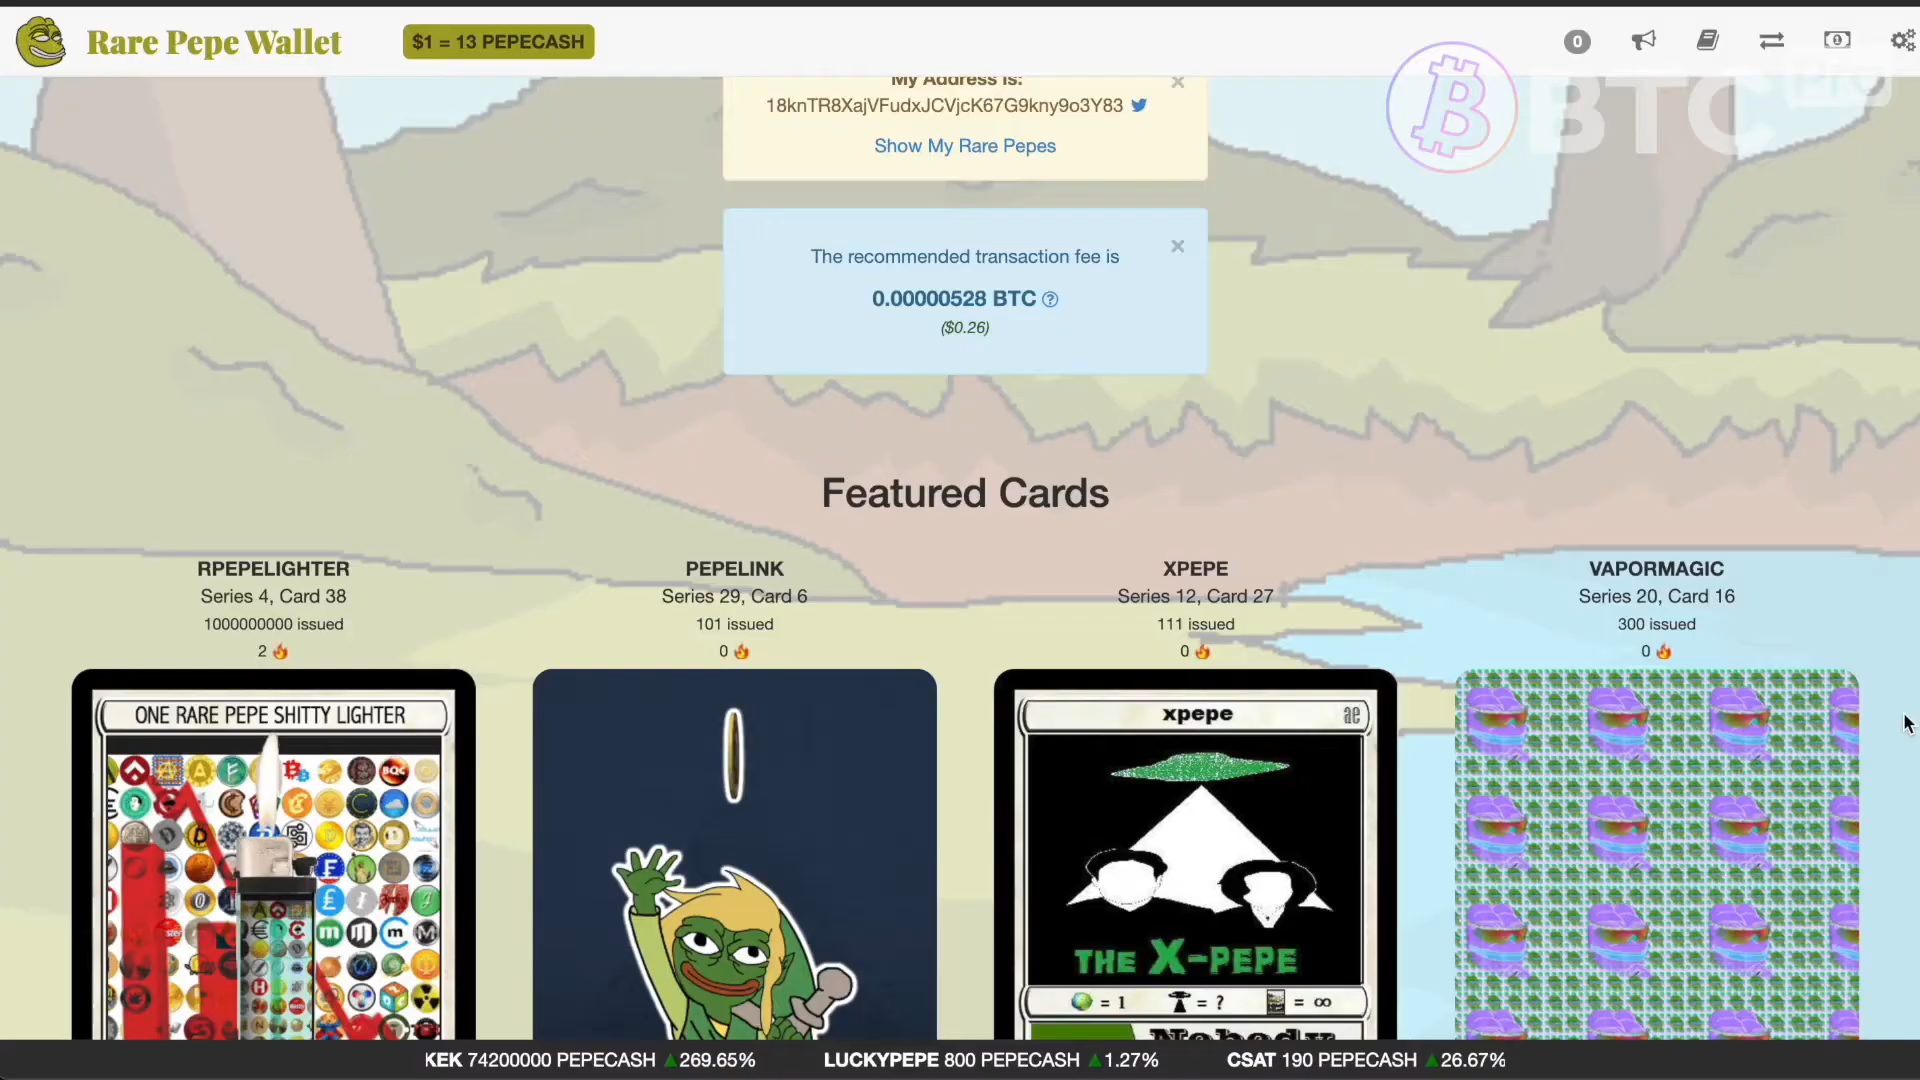 Rare Pepe Wallet
$1 = 13 PEPECASH
0
BTC
pro
My Address is:
18knTR8XajVFudxJCVjcK67G9kny9o3Y83
Show My Rare Pepes
The recommended transaction fee is
0.00000528 BTC
($0.26)
Featured Cards
RPEPELIGHTER
Series 4, Card 38
1000000000 issued
2
PEPELINK
Series 29, Card 6
101 issued
0
XPEPE
Series 12, Card 27
111 issued
0
VAPORMAGIC
Series 20, Card 16
300 issued
0
ONE RARE PEPE SHITTY LIGHTER
xpepe
æ
THE X-PEPE
= 1 = ? = ∞
Nobody
KEK 74200000 PEPECASH ▲269.65%
LUCKYPEPE 800 PEPECASH ▲1.27%
CSAT 190 PEPECASH ▲26.67%